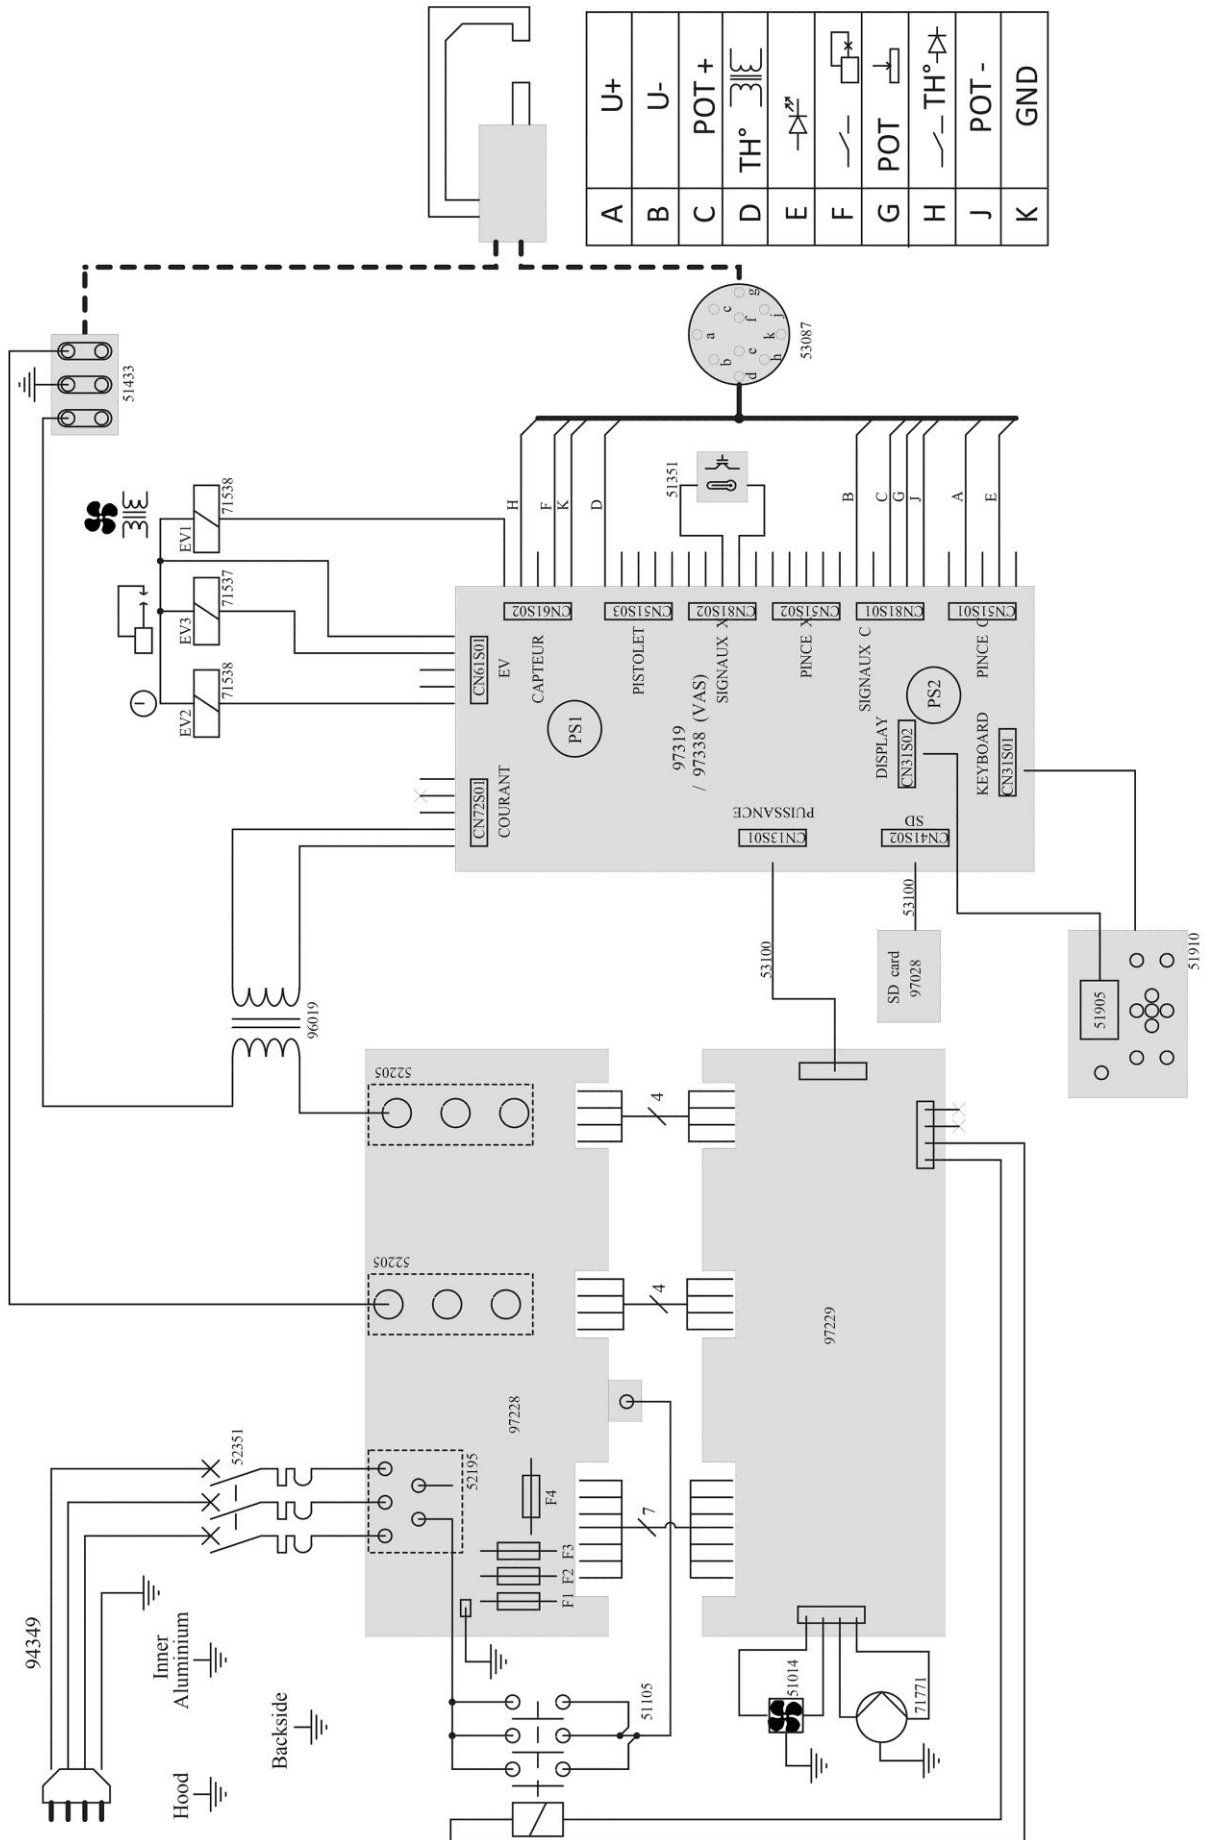 94349
Inner
Aluminium
Hood
Backside
52351
52195
97228
F1
F2
F3
F4
52205
52205
51105
7
4
4
97229
51014
71771
96019
EV2
71538
EV3
71537
EV1
71538
51433
CN72S01
COURANT
CN61S01
EV
CN61S02
CAPTEUR
CN51S03
PISTOLET
CN81S02
SIGNAUX X
CN51S02
PINCE X
CN81S01
SIGNAUX C
CN51S01
PINCE C
PS1
PS2
97319
/ 97338 (VAS)
PUISSANCE
CN13S01
SD
CN41S02
DISPLAY
CN31S02
KEYBOARD
CN31S01
53100
53100
SD card
97028
51905
51910
51351
H
F
K
D
B
C
G
J
A
E
a
b
c
d
e
f
g
h
k
j
53087
A U+
B U-
C POT +
D TH°
E
F
G POT
H TH°
J POT -
K GND